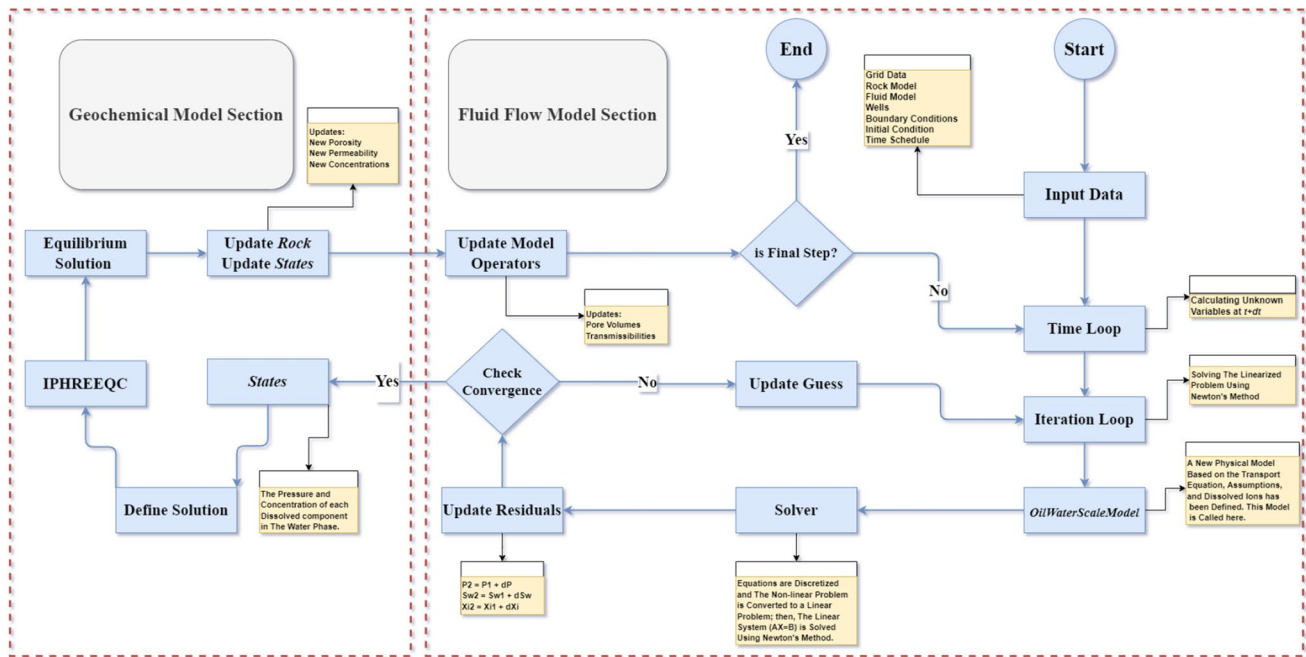 Geochemical Model Section
Updates:
New Porosity
New Permeability
New Concentrations
Equilibrium
Solution
Update Rock
Update States
IPHREEQC
States
Define Solution
The Pressure and
Concentration of each
Dissolved component
in The Water Phase.
Fluid Flow Model Section
End
Start
Grid Data
Rock Model
Fluid Model
Wells
Boundary Conditions
Initial Condition
Time Schedule
Yes
Input Data
Update Model
Operators
is Final Step?
No
Updates:
Pore Volumes
Transmissibilities
Time Loop
Calculating Unknown
Variables at t+dt
Check
Convergence
Yes
No
Update Guess
Iteration Loop
Solving The Linearized
Problem Using
Newton's Method
Update Residuals
Solver
OilWaterScaleModel
A New Physical Model
Based on the Transport
Equation, Assumptions,
and Dissolved Ions has
been Defined. This Model
is Called here.
P2 = P1 + dP
Sw2 = Sw1 + dSw
Xi2 = Xi1 + dXi
Equations are Discretized
and The Non-linear Problem
is Converted to a Linear
Problem; then, The Linear
System (AX=B) is Solved
Using Newton's Method.